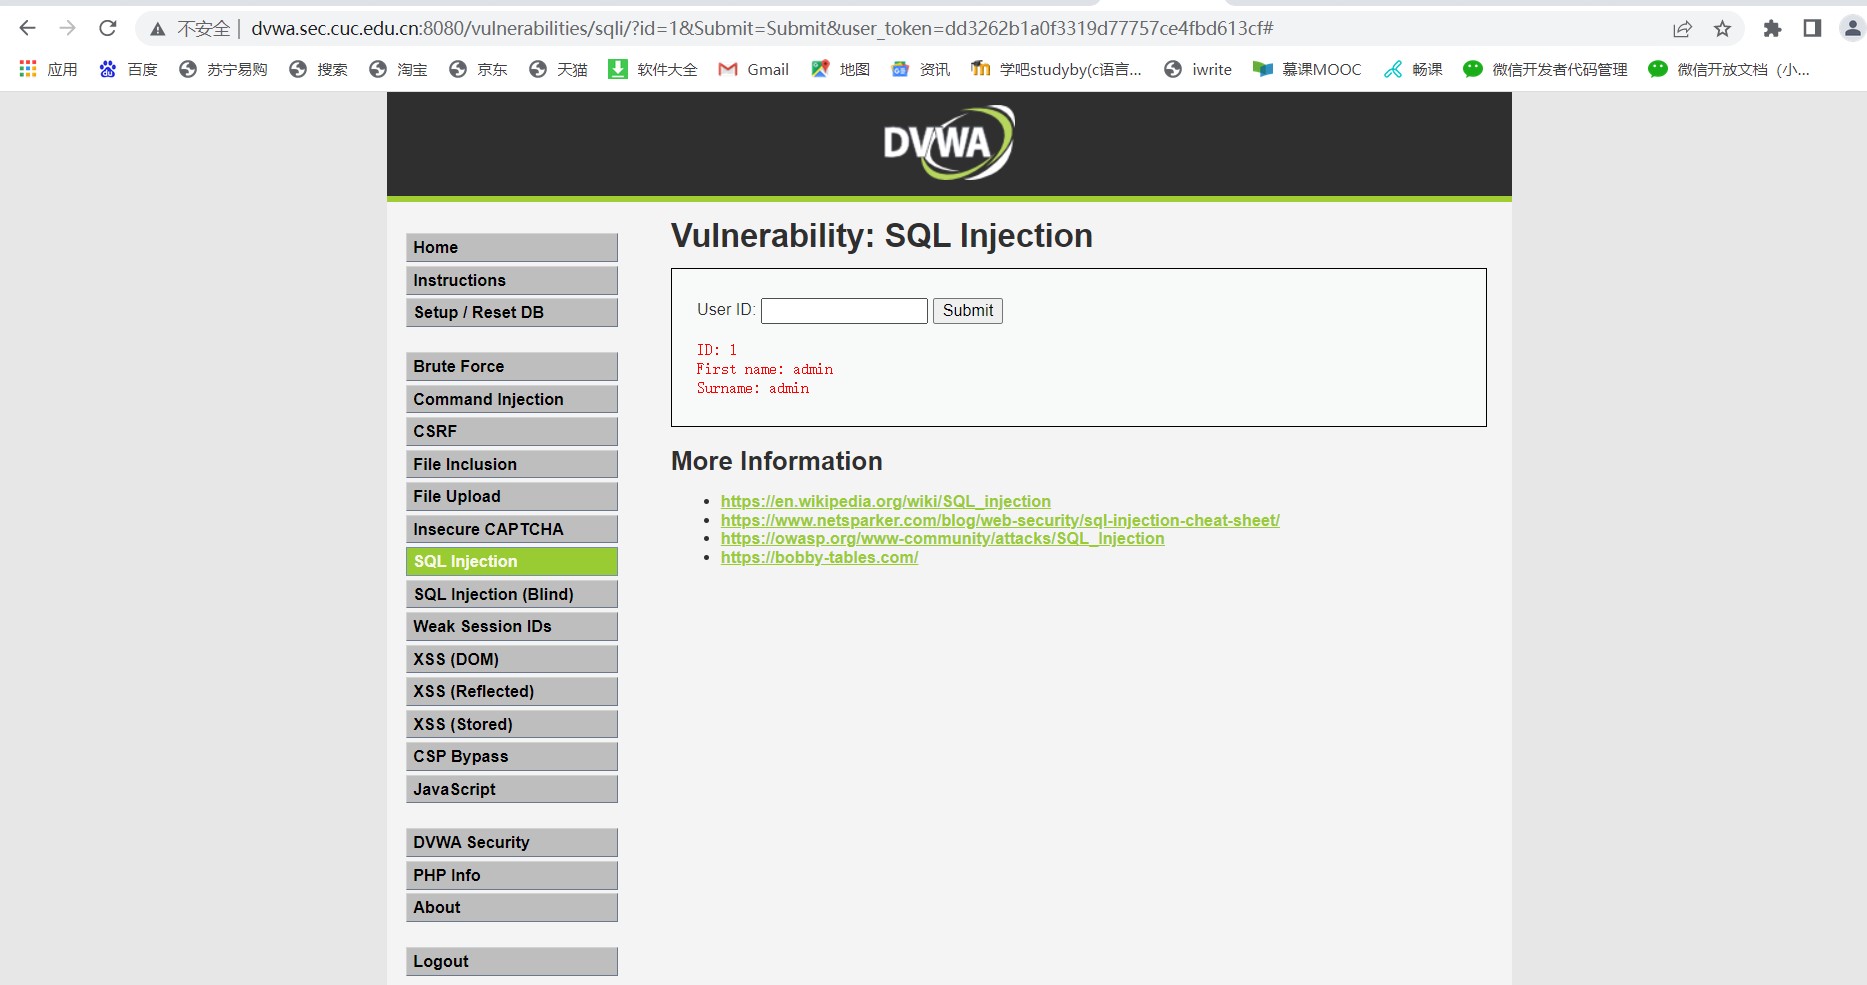 不安全 | dvwa.sec.cuc.edu.cn:8080/vulnerabilities/sqli/?id=1&Submit=Submit&user_token=dd3262b1a0f3319d77757ce4fbd613cf#
应用 百度 苏宁易购 搜索 淘宝 京东 天猫 软件大全 Gmail 地图 资讯 学吧studyby(c语言... iwrite 慕课MOOC 畅课 微信开发者代码管理 微信开放文档（小...
DVWA
Home
Instructions
Setup / Reset DB
Brute Force
Command Injection
CSRF
File Inclusion
File Upload
Insecure CAPTCHA
SQL Injection
SQL Injection (Blind)
Weak Session IDs
XSS (DOM)
XSS (Reflected)
XSS (Stored)
CSP Bypass
JavaScript
DVWA Security
PHP Info
About
Logout
Vulnerability: SQL Injection
User ID: Submit
ID: 1
First name: admin
Surname: admin
More Information
https://en.wikipedia.org/wiki/SQL_injection
https://www.netsparker.com/blog/web-security/sql-injection-cheat-sheet/
https://owasp.org/www-community/attacks/SQL_Injection
https://bobby-tables.com/